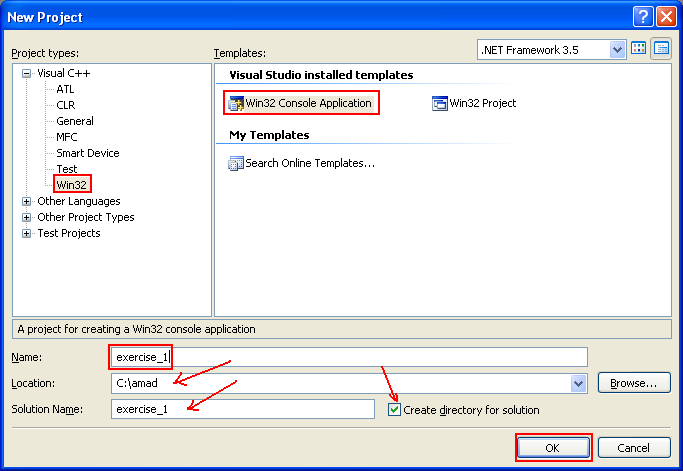 New Project
Project types:
Templates:
.NET Framework 3.5
Visual C++
ATL
CLR
General
MFC
Smart Device
Test
Win32
Other Languages
Other Project Types
Test Projects
Visual Studio installed templates
Win32 Console Application
Win32 Project
My Templates
Search Online Templates...
A project for creating a Win32 console application
Name:
exercise_1
Location:
C:\amad
Browse...
Solution Name:
exercise_1
Create directory for solution
OK
Cancel